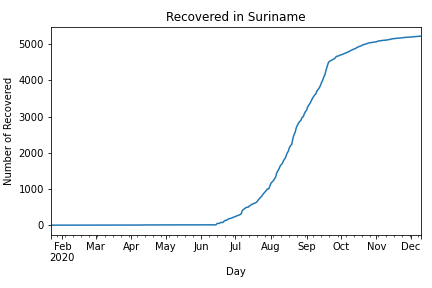 Recovered in Suriname
Number of Recovered
5000
4000
3000
2000
1000
0
Feb Mar Apr May Jun Jul Aug Sep Oct Nov Dec
2020
Day